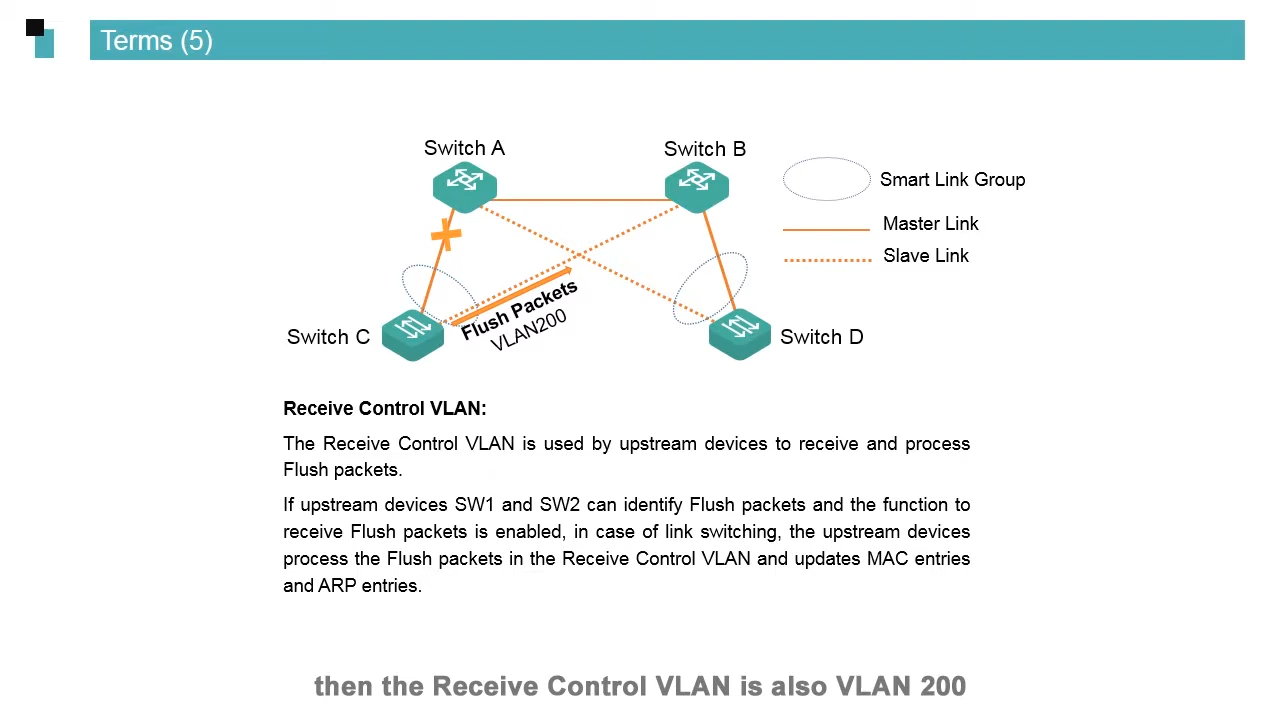 Terms (5)
Switch A
Switch B
Smart Link Group
Master Link
Slave Link
Flush Packets
VLAN200
Switch C
Switch D
Receive Control VLAN:
The Receive Control VLAN is used by upstream devices to receive and process
Flush packets.
If upstream devices SW1 and SW2 can identify Flush packets and the function to
receive Flush packets is enabled, in case of link switching, the upstream devices
process the Flush packets in the Receive Control VLAN and updates MAC entries
and ARP entries.
then the Receive Control VLAN is also VLAN 200